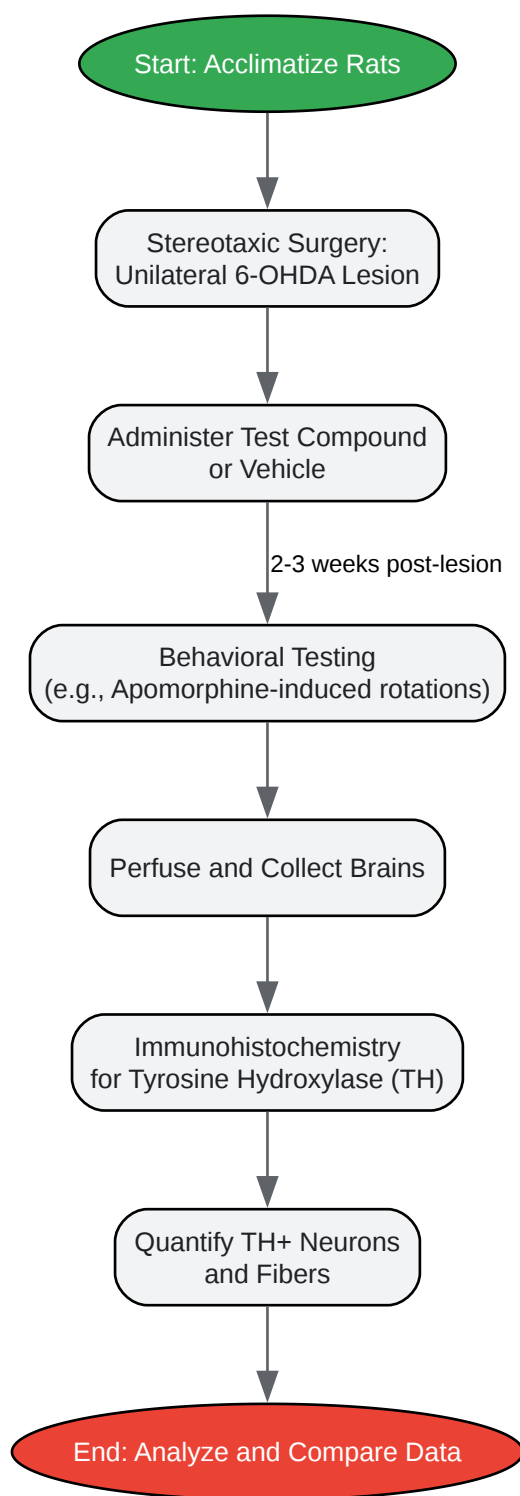 Start: Acclimatize Rats
Stereotaxic Surgery:
Unilateral 6-OHDA Lesion
Administer Test Compound
or Vehicle
2-3 weeks post-lesion
Behavioral Testing
(e.g., Apomorphine-induced rotations)
Perfuse and Collect Brains
Immunohistochemistry
for Tyrosine Hydroxylase (TH)
Quantify TH+ Neurons
and Fibers
End: Analyze and Compare Data